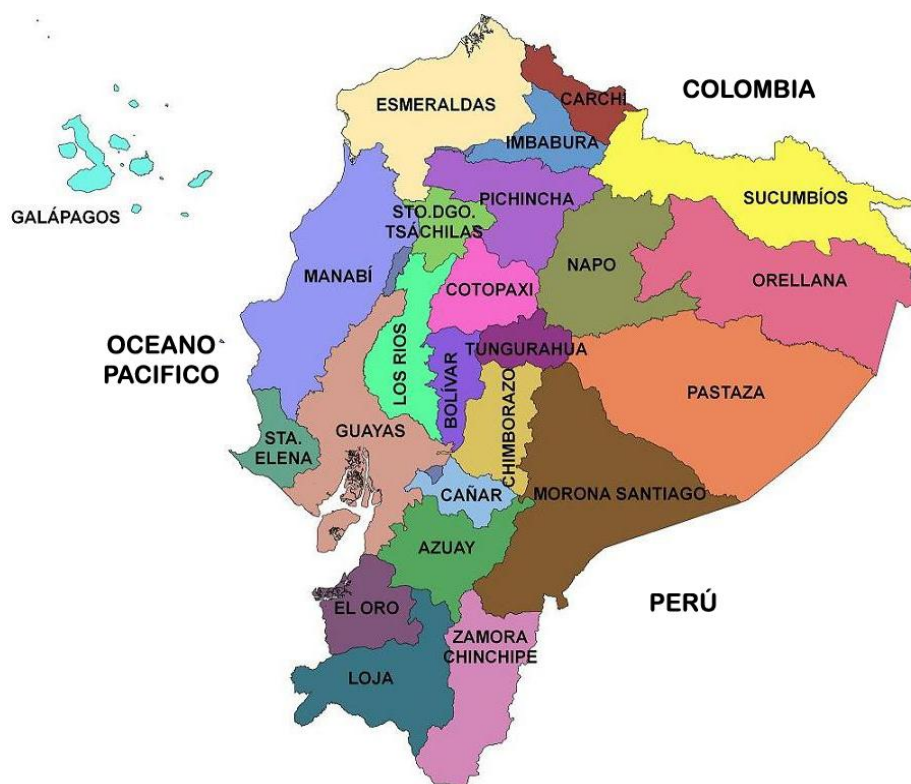 COLOMBIA
CARCHI
ESMERALDAS
IMBABURA
SUCUMBÍOS
PICHINCHA
GALÁPAGOS
STO.DGO.
TSÁCHILAS
NAPO
MANABÍ
ORELLANA
COTOPAXI
OCEANO
PACIFICO
TUNGURAHUA
LOS RIOS
BOLÍVAR
CHIMBORAZO
PASTAZA
GUAYAS
STA.
ELENA
CAÑAR
MORONA SANTIAGO
AZUAY
PERÚ
EL ORO
ZAMORA
CHINCHIPE
LOJA